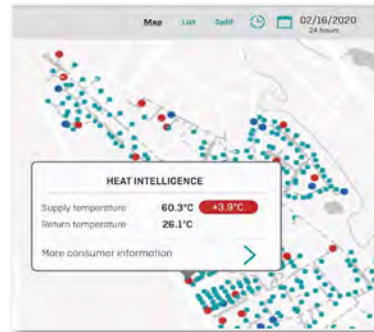 Map List Split 02/16/2020
24 hours
HEAT INTELLIGENCE
Supply temperature 60.3°C +3.9°C
Return temperature 26.1°C
More consumer information